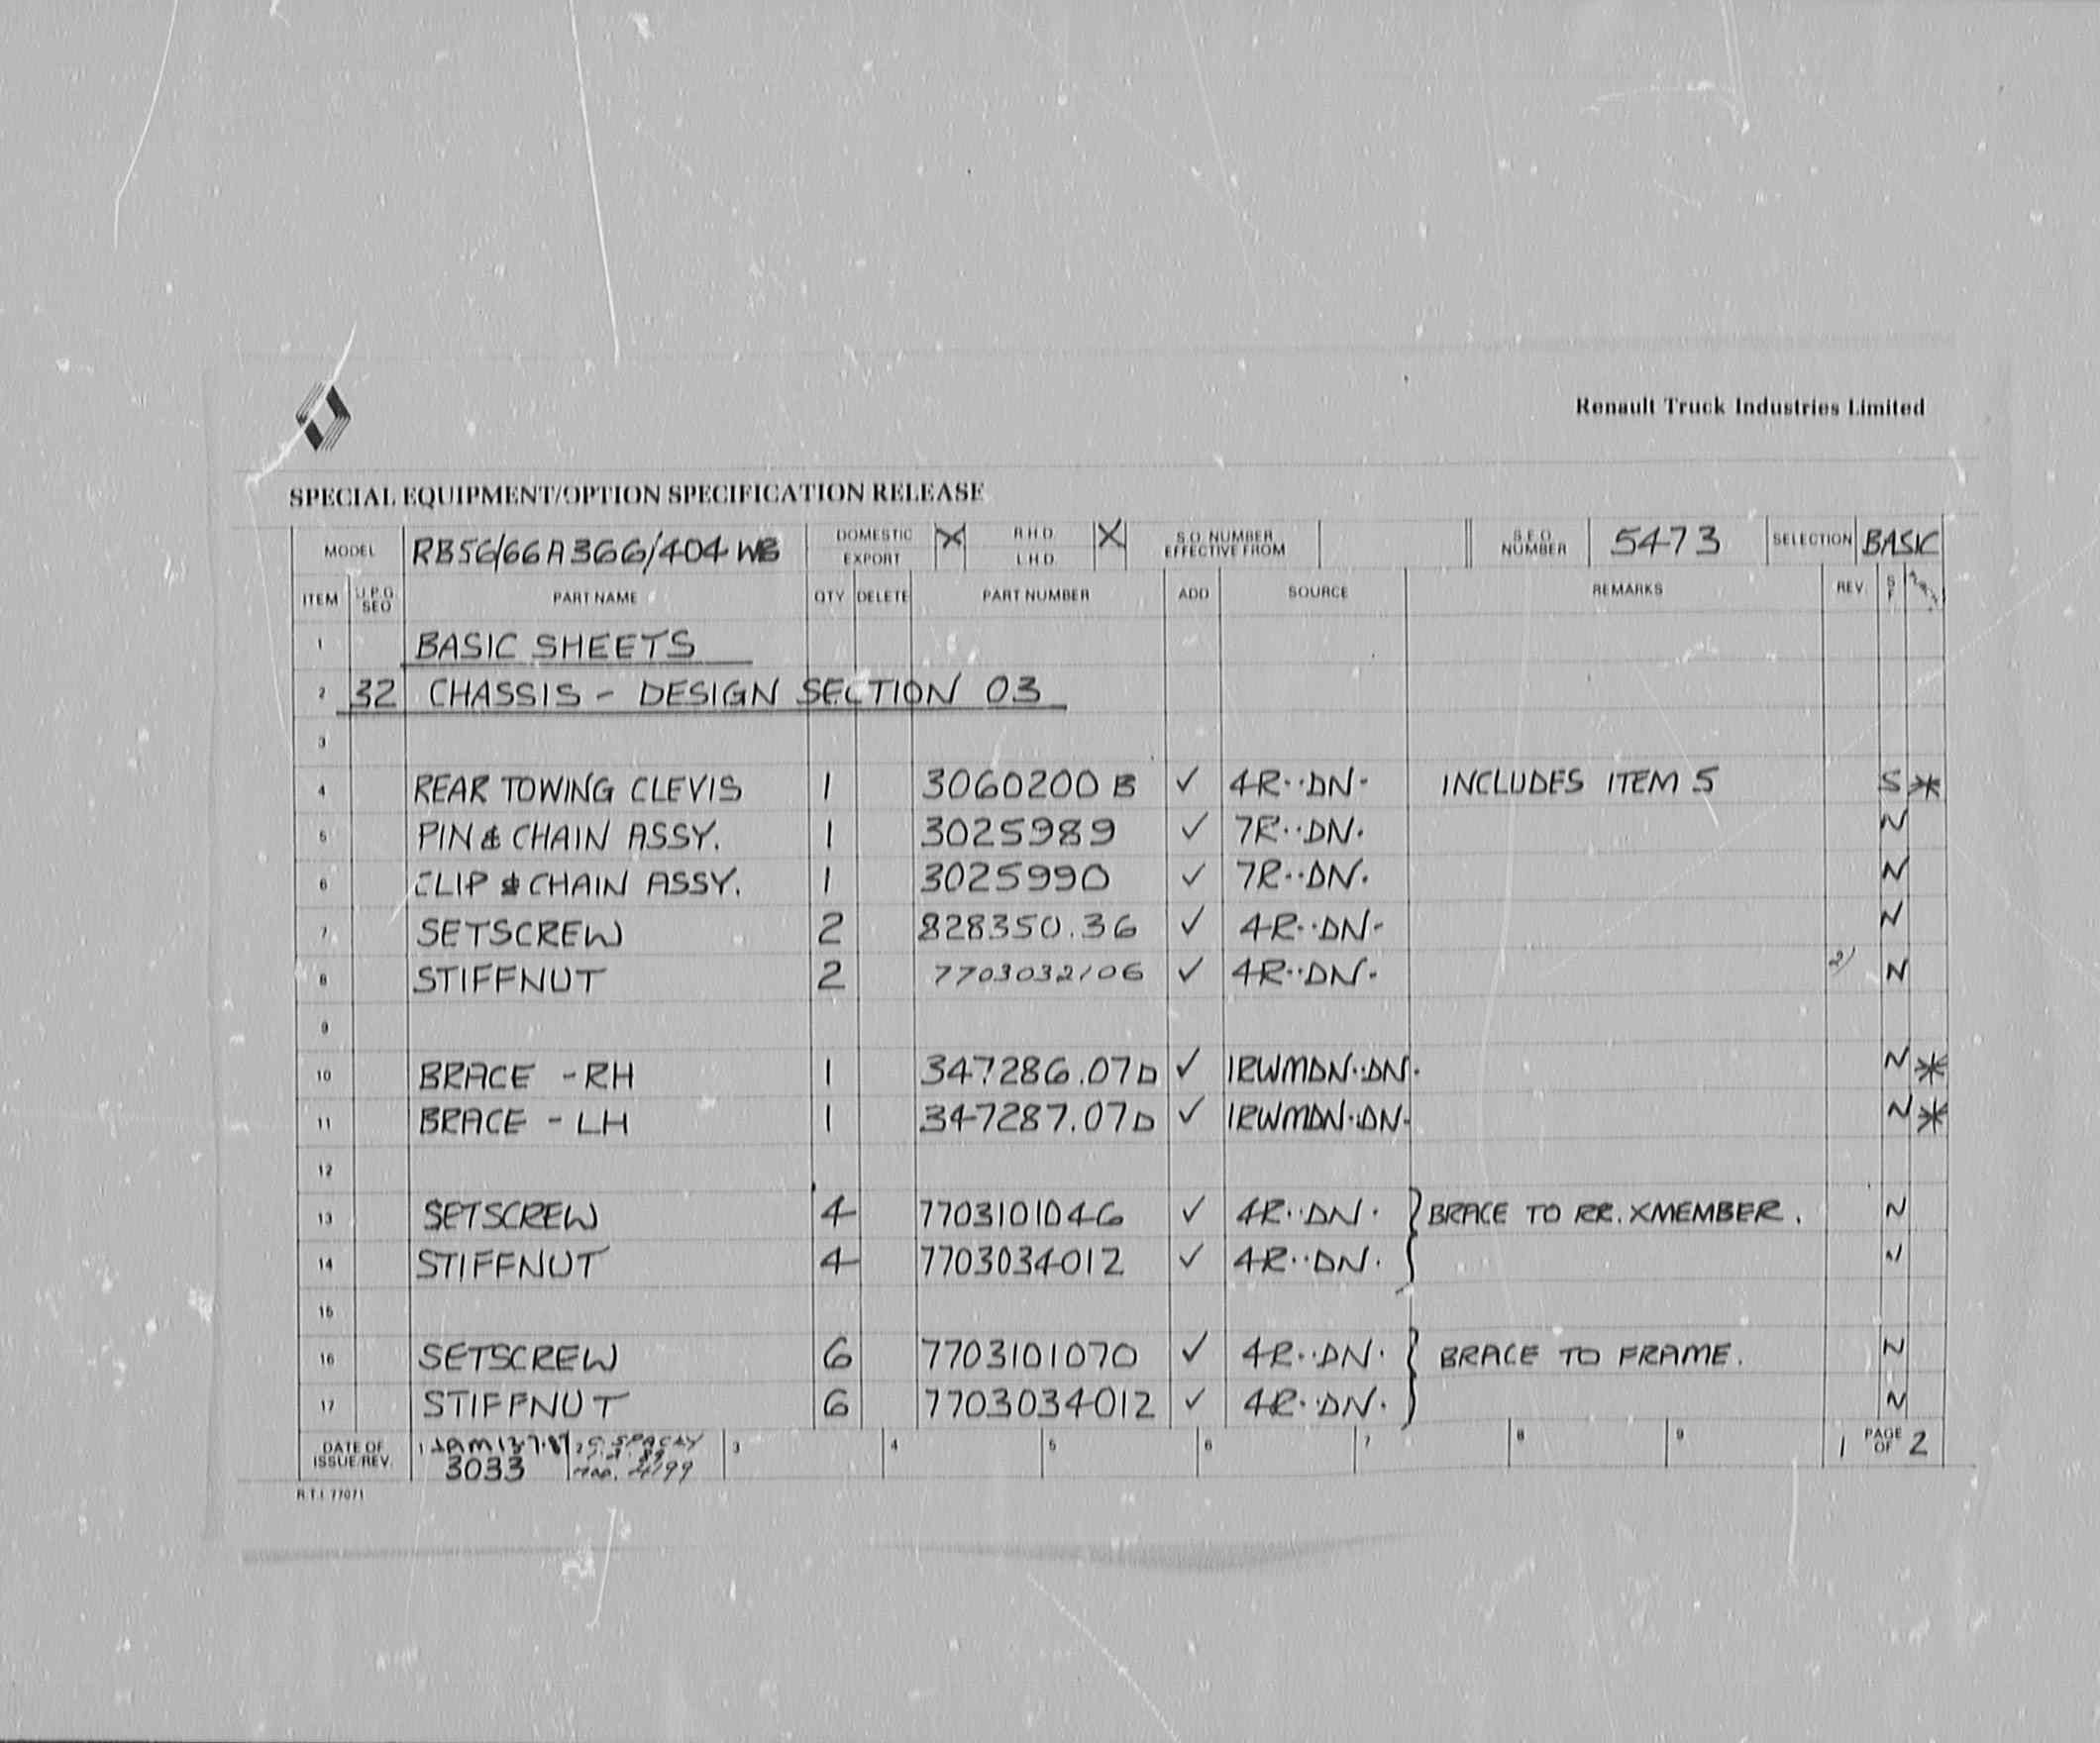 Renault Truck Industries Limited
SPECIAL EQUIPMENT/OPTION SPECIFICATION RELEASE
MODEL RB56/66A366/404 WB DOMESTIC X R.H.D. X S.O. NUMBER S.E.O. 5473 SELECTION BASIC
EXPORT L.H.D. EFFECTIVE FROM NUMBER
ITEM U.P.G. SEO PART NAME QTY DELETE PART NUMBER ADD SOURCE REMARKS REV. S F
1 BASIC SHEETS
2 32 CHASSIS - DESIGN SECTION 03
3
4 REAR TOWING CLEVIS 1 3060200 B ✓ 4R··DN· INCLUDES ITEM 5 S *
5 PIN & CHAIN ASSY. 1 3025989 ✓ 7R··DN· N
6 CLIP & CHAIN ASSY. 1 3025990 ✓ 7R··DN· N
7 SETSCREW 2 828350.36 ✓ 4R··DN· N
8 STIFFNUT 2 7703032106 ✓ 4R··DN· 2/ N
9
10 BRACE - RH 1 347286.07D ✓ 1RWMDN··DN· N *
11 BRACE - LH 1 347287.07D ✓ 1RWMDN··DN· N *
12
13 SETSCREW 4 7703101046 ✓ 4R··DN· } BRACE TO RR. XMEMBER. N
14 STIFFNUT 4 7703034012 ✓ 4R··DN· N
15
16 SETSCREW 6 7703101070 ✓ 4R··DN· } BRACE TO FRAME. N
17 STIFFNUT 6 7703034012 ✓ 4R··DN· N
DATE OF ISSUE/REV. 1 3033 2 3 4 5 6 7 8 9 1 PAGE OF 2
R.T.I. 77071